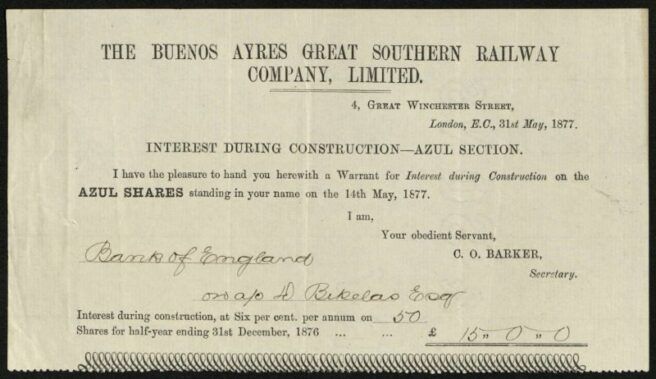 THE BUENOS AYRES GREAT SOUTHERN RAILWAY
COMPANY, LIMITED.
4, GREAT WINCHESTER STREET,
London, E.C., 31st May, 1877.
INTEREST DURING CONSTRUCTION—AZUL SECTION.
I have the pleasure to hand you herewith a Warrant for Interest during Construction on the
AZUL SHARES standing in your name on the 14th May, 1877.
I am,
Your obedient Servant,
Bank of England
C. O. BARKER,
Secretary.
D Bikelas Esq
Interest during construction, at Six per cent. per annum on 50
Shares for half-year ending 31st December, 1876 ... ... £ 15 " 0 " 0